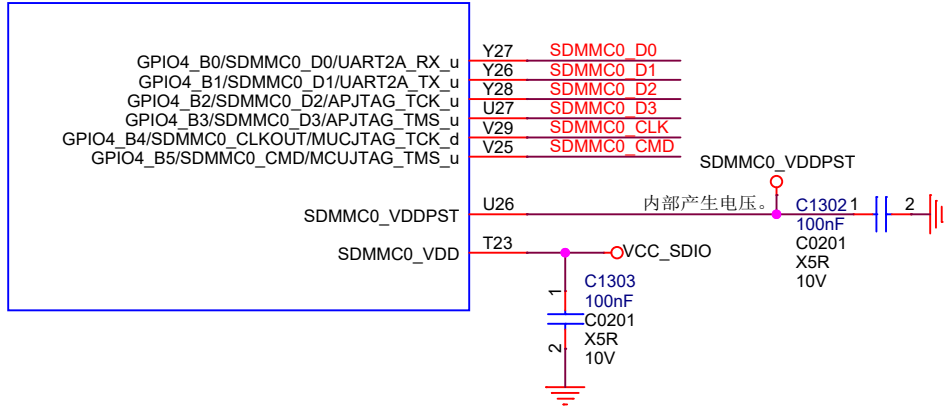 GPIO4_B0/SDMMC0_D0/UART2A_RX_u Y27 SDMMC0_D0
GPIO4_B1/SDMMC0_D1/UART2A_TX_u Y26 SDMMC0_D1
GPIO4_B2/SDMMC0_D2/APJTAG_TCK_u Y28 SDMMC0_D2
GPIO4_B3/SDMMC0_D3/APJTAG_TMS_u U27 SDMMC0_D3
GPIO4_B4/SDMMC0_CLKOUT/MUCJTAG_TCK_d V29 SDMMC0_CLK
GPIO4_B5/SDMMC0_CMD/MCUJTAG_TMS_u V25 SDMMC0_CMD
SDMMC0_VDDPST
SDMMC0_VDDPST U26 内部产生电压。 C1302 1 2
100nF
C0201
X5R
10V
SDMMC0_VDD T23 VCC_SDIO
C1303 1
100nF
C0201
X5R 2
10V